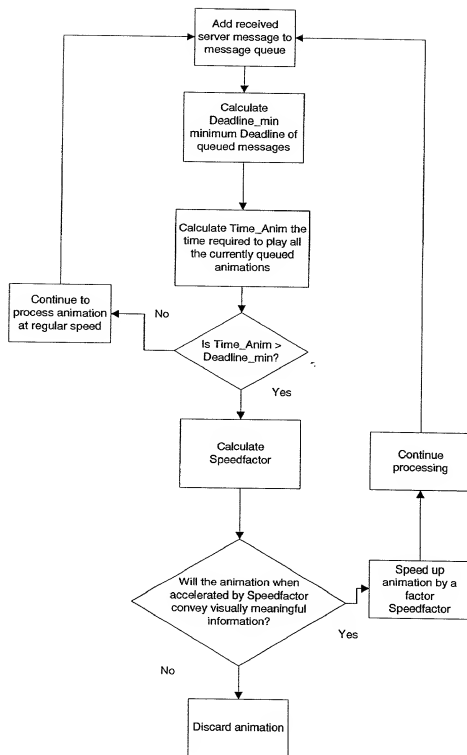 Add received
server message to
message queue
Calculate
Deadline_min
minimum Deadline of
queued messages
Calculate Time_Anim the
time required to play all
the currently queued
animations
Continue to
process animation
at regular speed
No
Is Time_Anim >
Deadline_min?
Yes
Calculate
Speedfactor
Continue
processing
Will the animation when
accelerated by Speedfactor
convey visually meaningful
information?
Speed up
animation by a
factor
Speedfactor
Yes
No
Discard animation